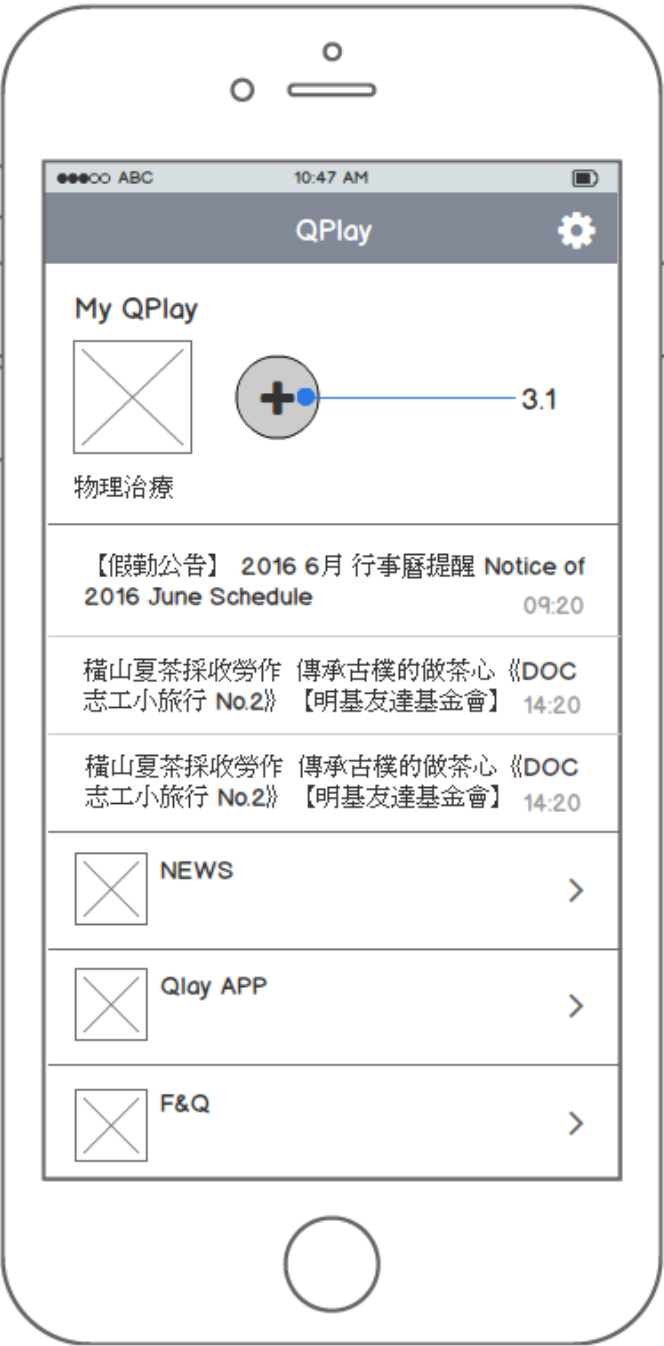 ABC 10:47 AM
QPlay
My QPlay
3.1
物理治療
【假勤公告】 2016 6月 行事曆提醒 Notice of
2016 June Schedule
09:20
橫山夏茶採收勞作 傳承古樸的做茶心《DOC
志工小旅行 No.2》【明基友達基金會】
14:20
橫山夏茶採收勞作 傳承古樸的做茶心《DOC
志工小旅行 No.2》【明基友達基金會】
14:20
NEWS
Qlay APP
F&Q